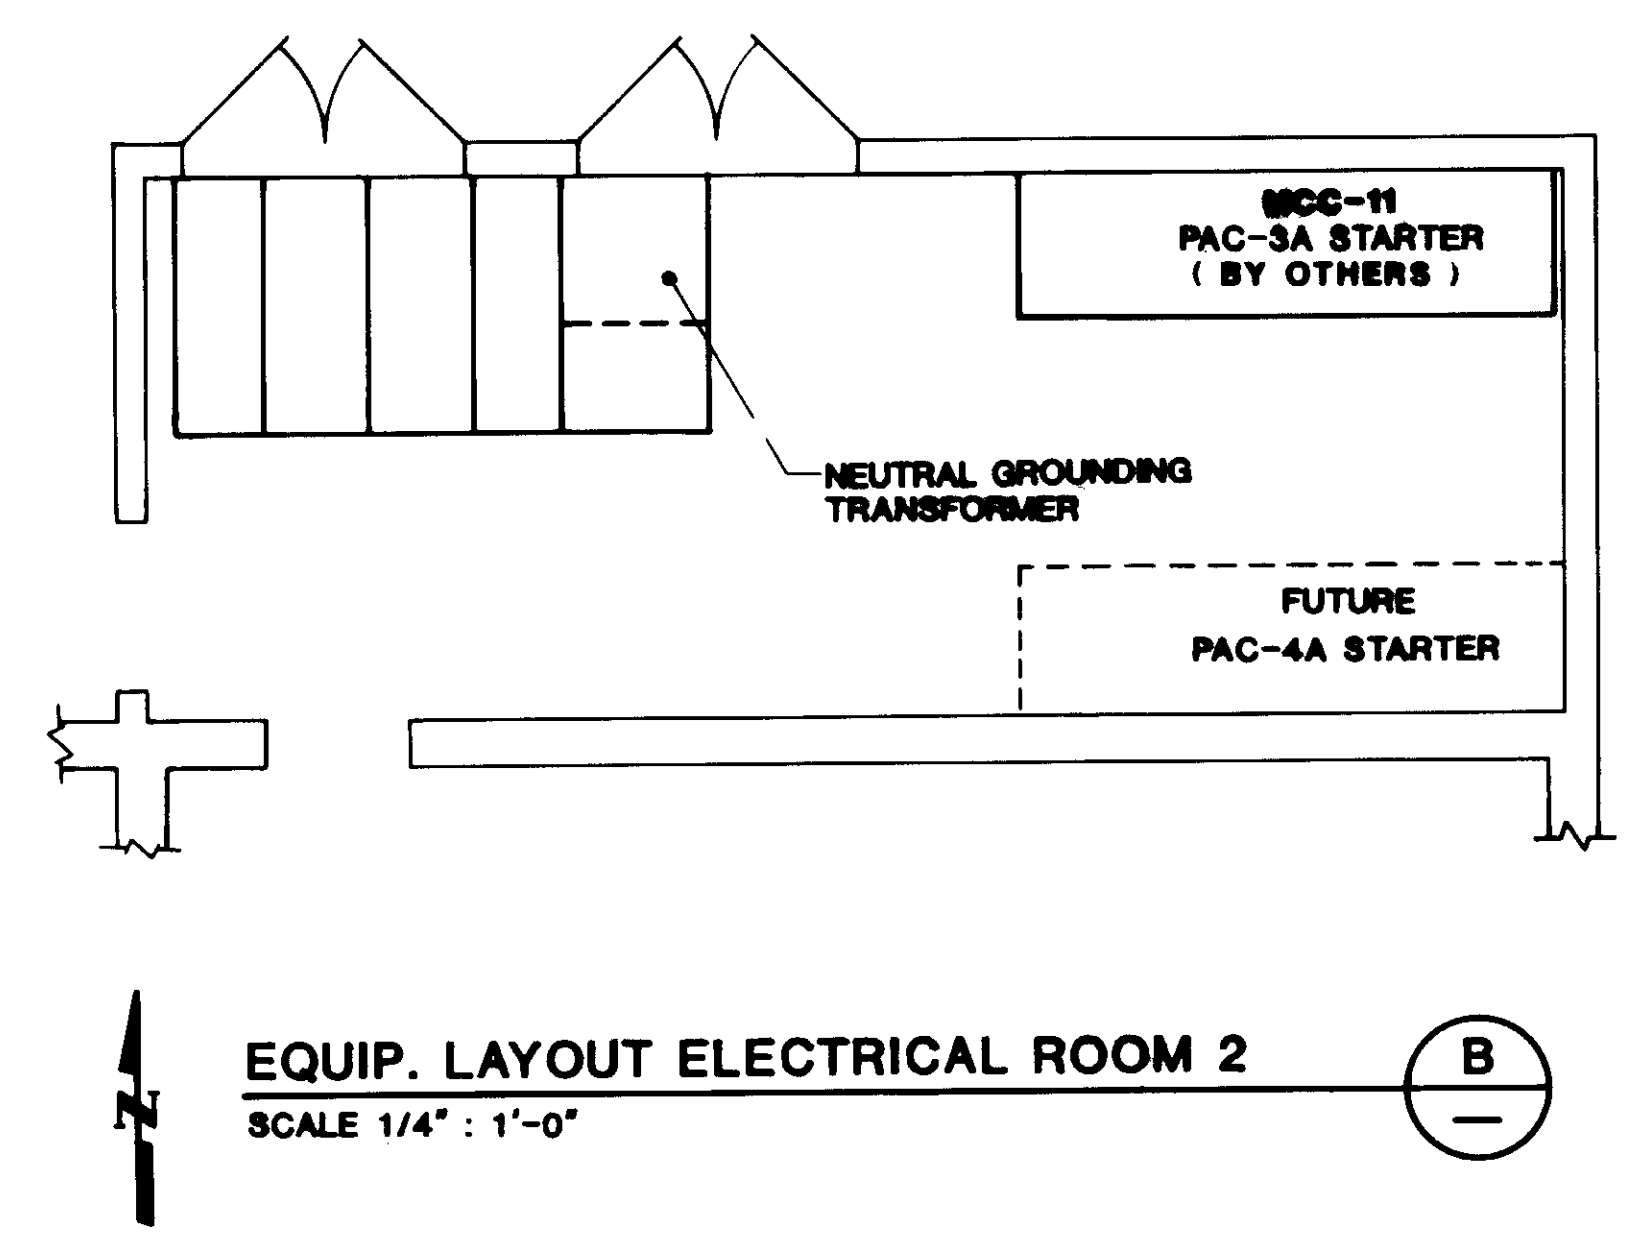 MCC-11
PAC-3A STARTER
( BY OTHERS )
NEUTRAL GROUNDING
TRANSFORMER
FUTURE
PAC-4A STARTER
N
EQUIP. LAYOUT ELECTRICAL ROOM 2
SCALE 1/4" : 1'-0"
B
—